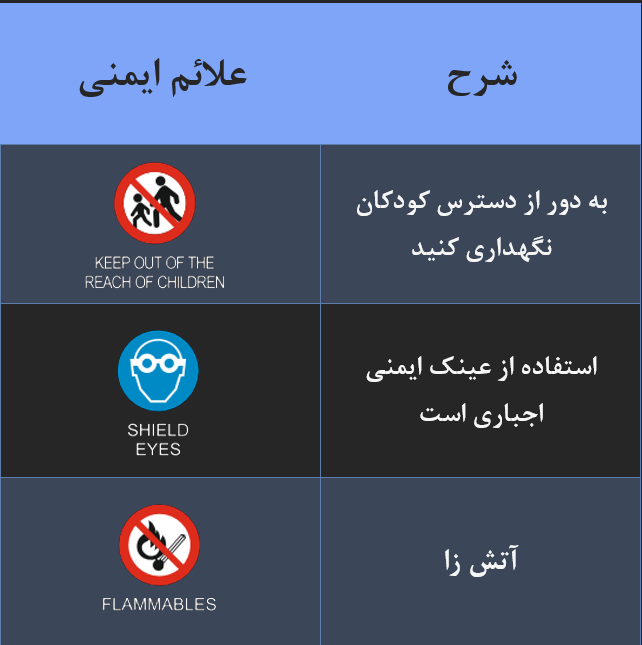 شرح
علائم ایمنی
به دور از دسترس کودکان
نگهداری کنید
KEEP OUT OF THE
REACH OF CHILDREN
استفاده از عینک ایمنی
اجباری است
SHIELD
EYES
آتش زا
FLAMMABLES